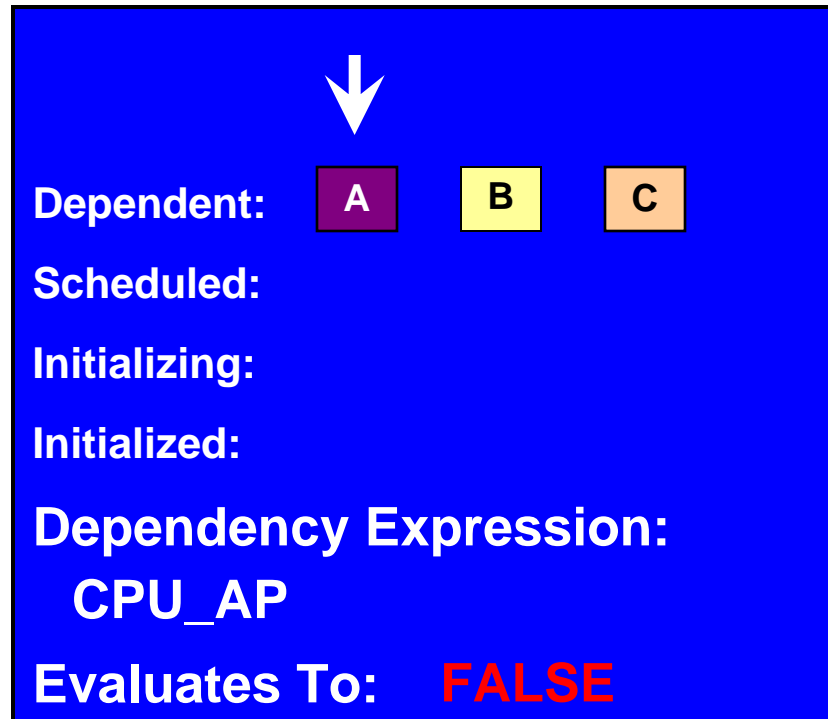 Dependent: A B C
Scheduled:
Initializing:
Initialized:
Dependency Expression:
CPU_AP
Evaluates To: FALSE